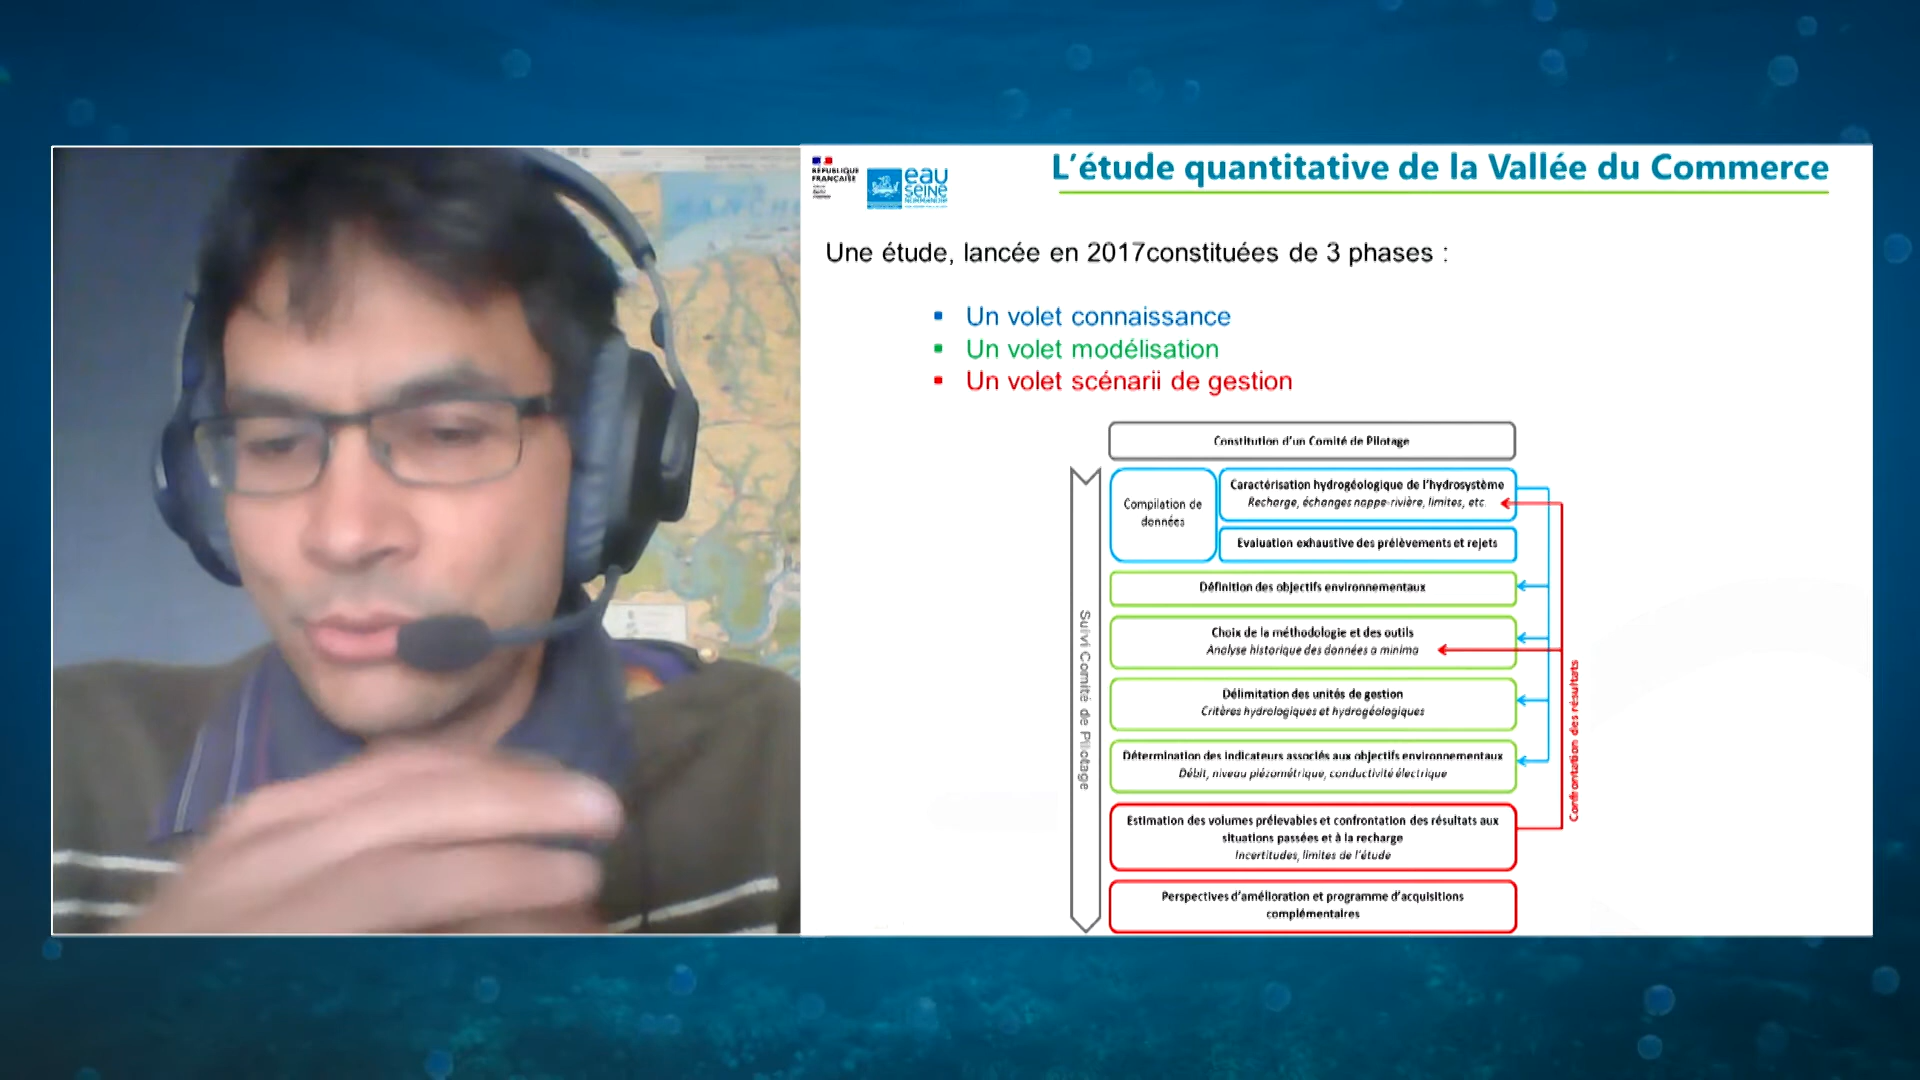 MANCHE
RÉPUBLIQUE
FRANÇAISE
eau
SEINE
NORMANDIE
L'étude quantitative de la Vallée du Commerce
Une étude, lancée en 2017constituées de 3 phases :
Un volet connaissance
Un volet modélisation
Un volet scénarii de gestion
Constitution d'un Comité de Pilotage
Compilation de
données
Caractérisation hydrogéologique de l'hydrosystème
Recharge, échanges nappe-rivière, limites, etc.
Evaluation exhaustive des prélèvements et rejets
Définition des objectifs environnementaux
Choix de la méthodologie et des outils
Analyse historique des données a minima
Délimitation des unités de gestion
Critères hydrologiques et hydrogéologiques
Détermination des indicateurs associés aux objectifs environnementaux
Débit, niveau piézométrique, conductivité électrique
Estimation des volumes prélevables et confrontation des résultats aux
situations passées et à la recharge
Incertitudes, limites de l'étude
Perspectives d'amélioration et programme d'acquisitions
complémentaires
Suivi Comité de Pilotage
Confrontation des résultats